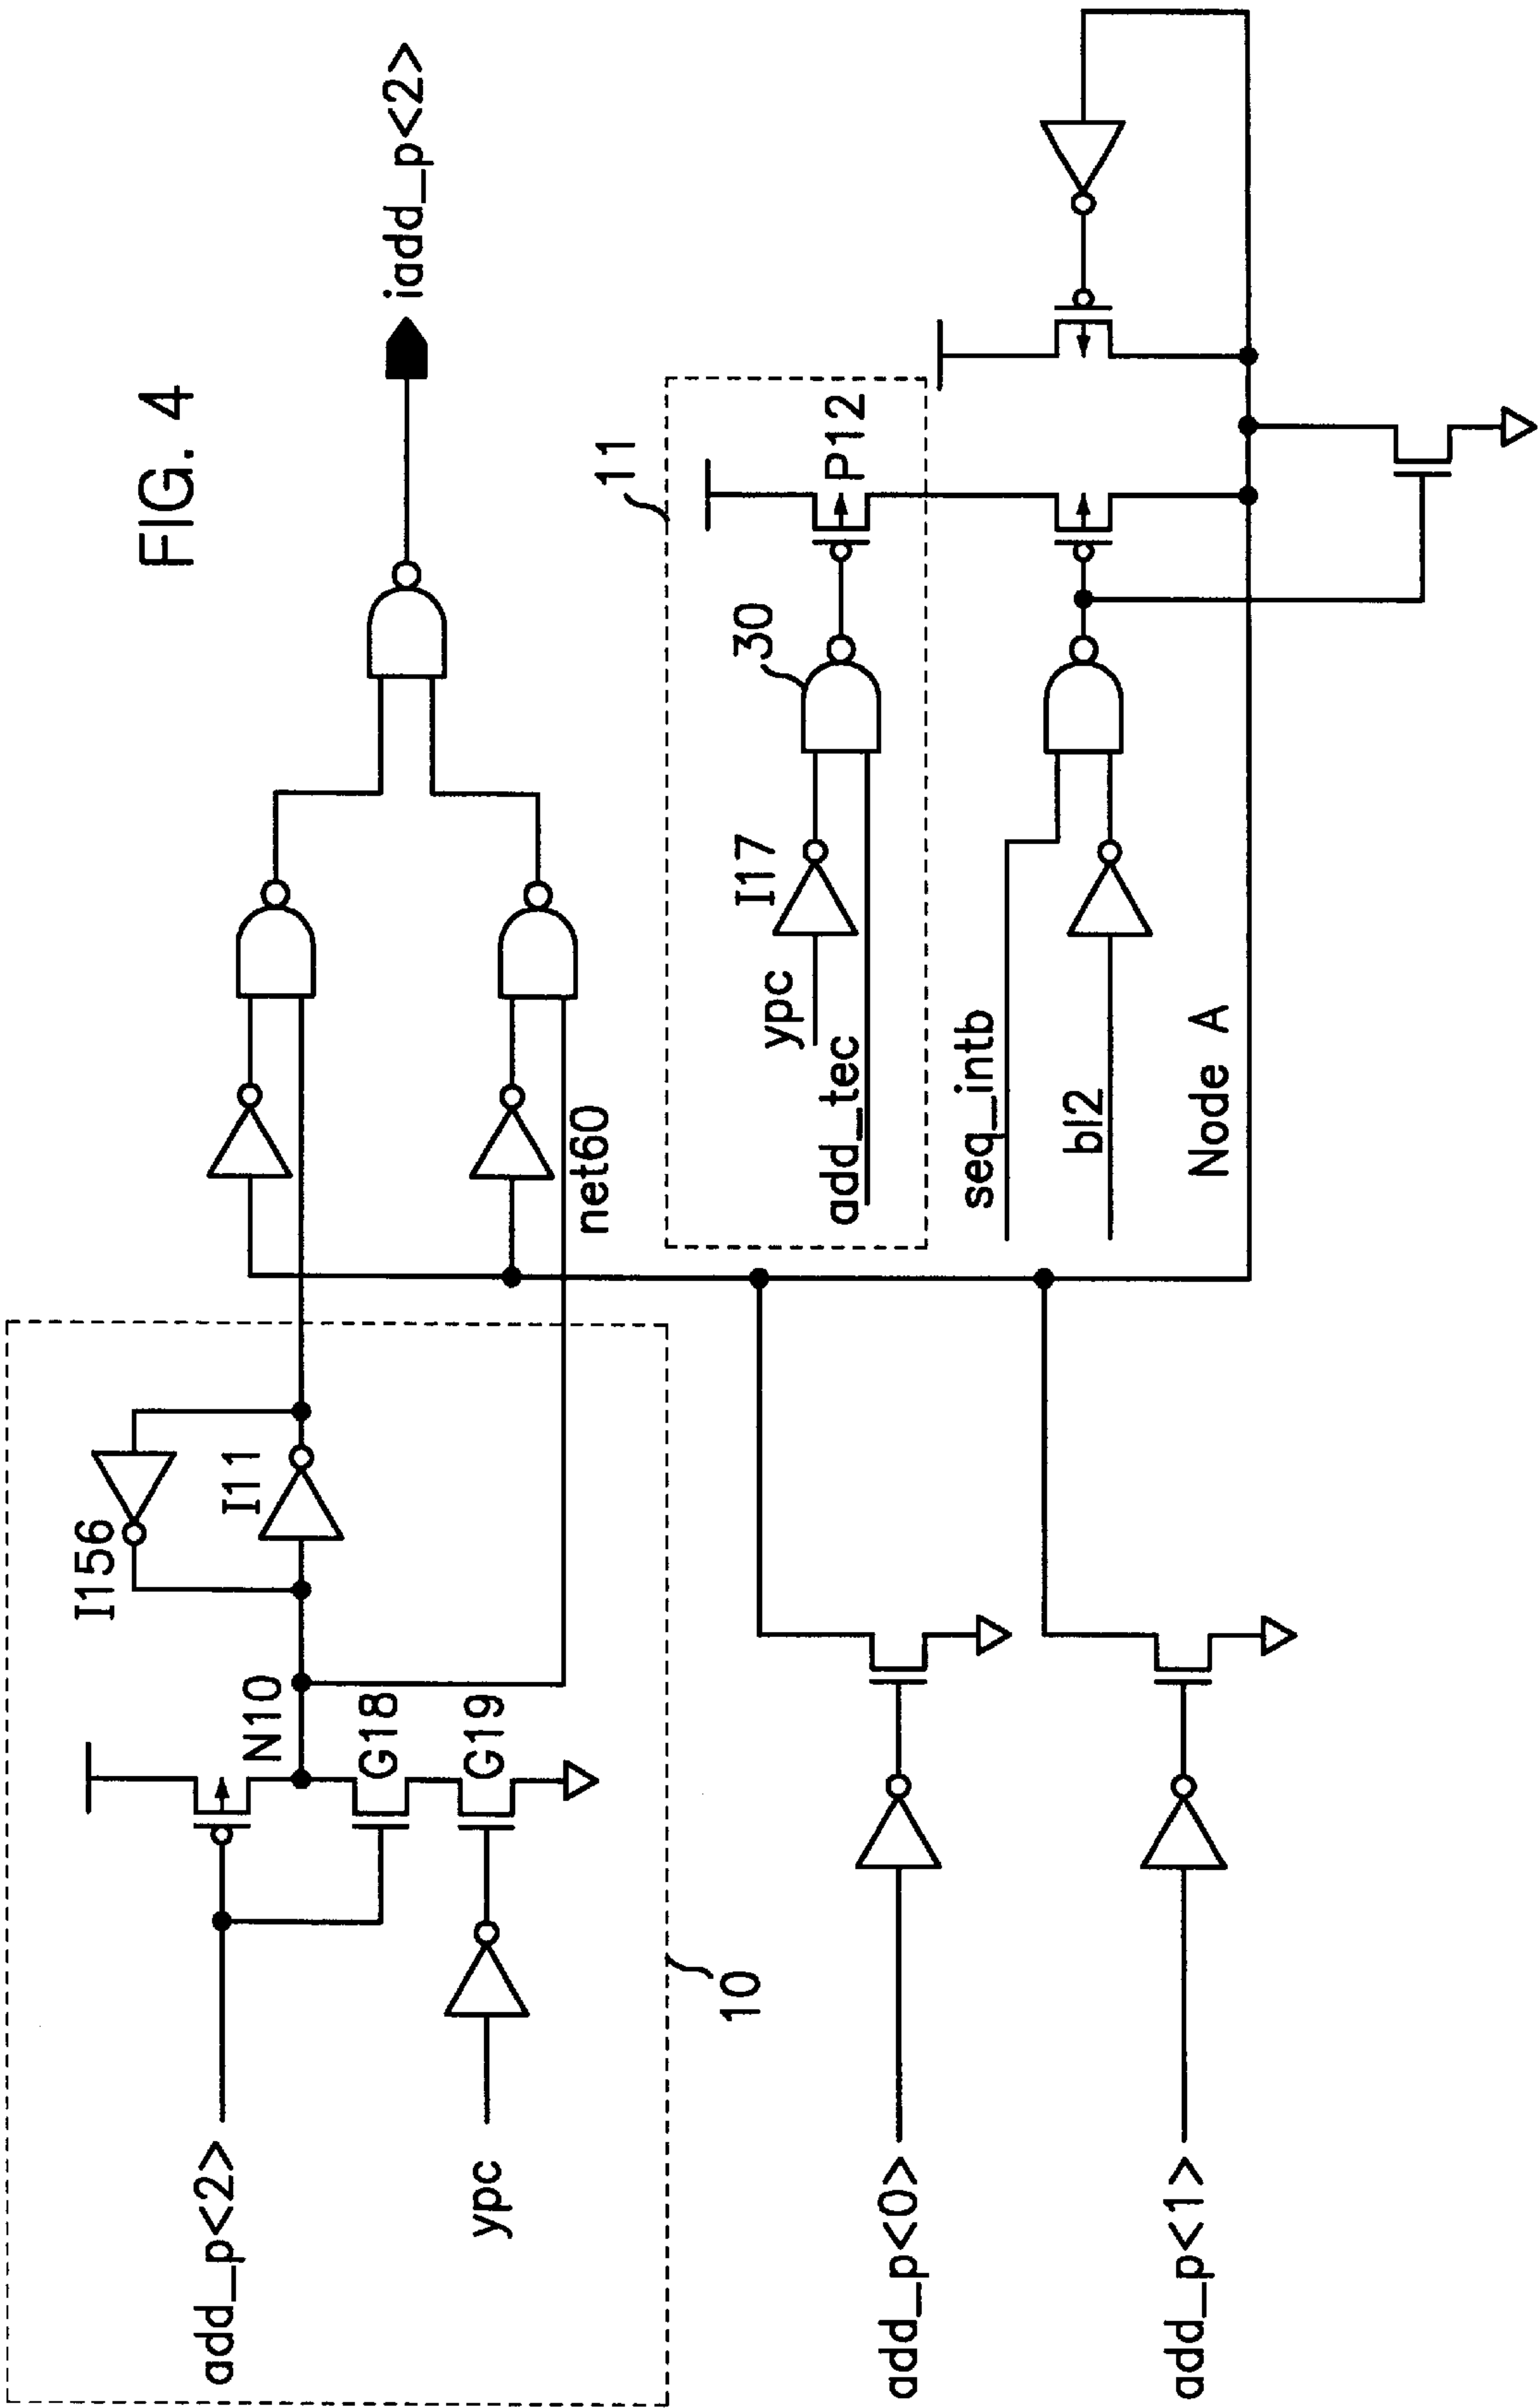 FIG. 4
iadd_p<2>
I156
I11
N10
G18
G19
add_p<2>
ypc
10
net60
11
P12
30
I17
ypc
add_tec
seq_intb
bl2
Node A
add_p<0>
add_p<1>